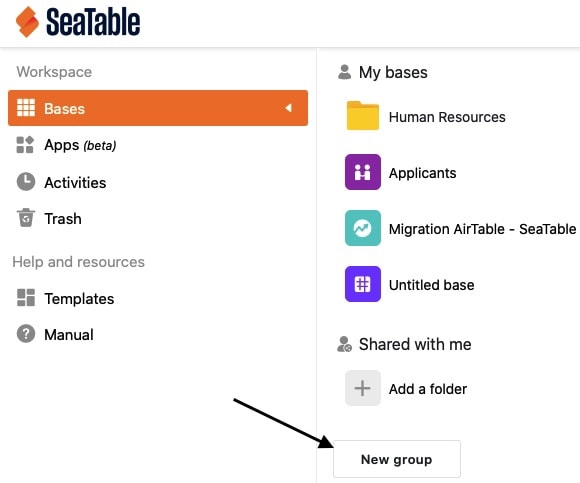 SeaTable
Workspace
Bases
Apps (beta)
Activities
Trash
Help and resources
Templates
Manual
My bases
Human Resources
Applicants
Migration AirTable - SeaTable
Untitled base
Shared with me
Add a folder
New group